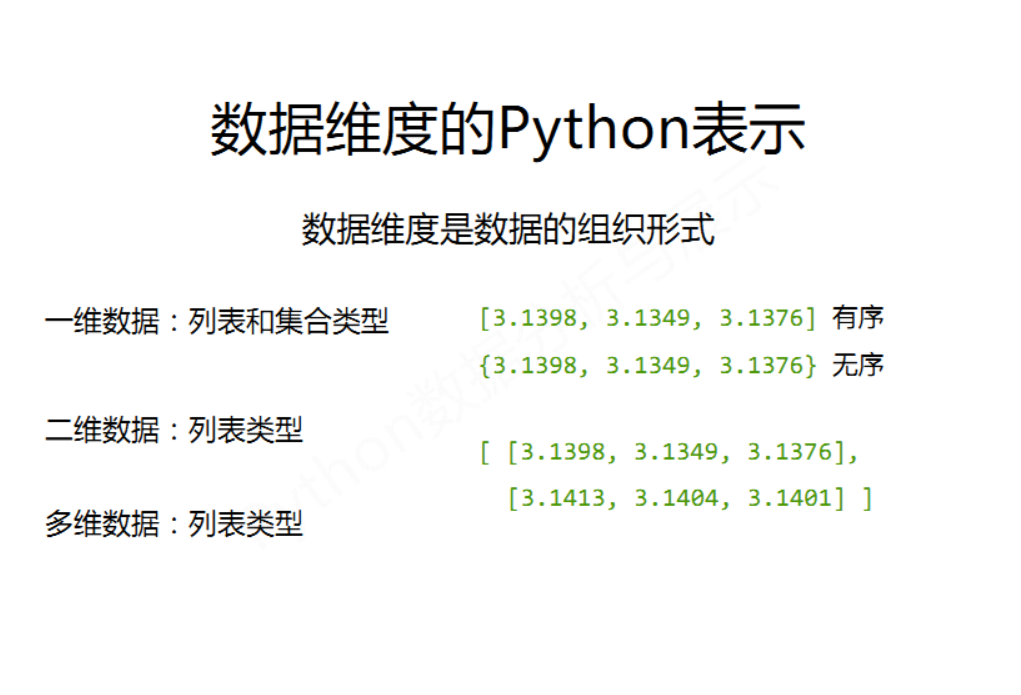 数据维度的Python表示
数据维度是数据的组织形式
一维数据：列表和集合类型
[3.1398, 3.1349, 3.1376] 有序
{3.1398, 3.1349, 3.1376} 无序
二维数据：列表类型
[ [3.1398, 3.1349, 3.1376],
[3.1413, 3.1404, 3.1401] ]
多维数据：列表类型
Python数据分析与展示